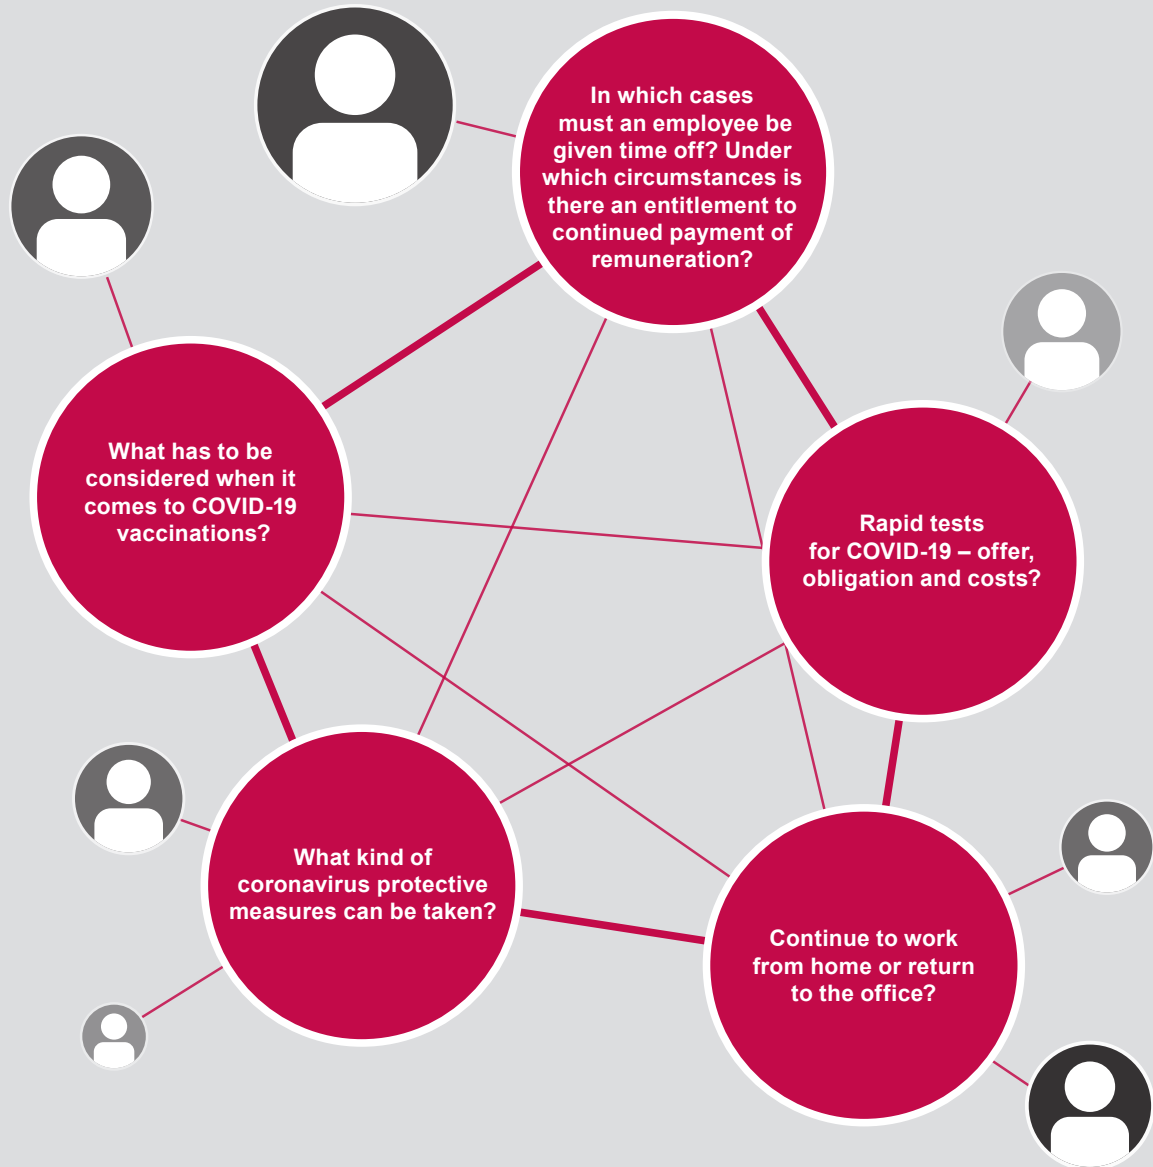 In which cases
must an employee be
given time off? Under
which circumstances is
there an entitlement to
continued payment of
remuneration?
What has to be
considered when it
comes to COVID-19
vaccinations?
Rapid tests
for COVID-19 – offer,
obligation and costs?
What kind of
coronavirus protective
measures can be taken?
Continue to work
from home or return
to the office?